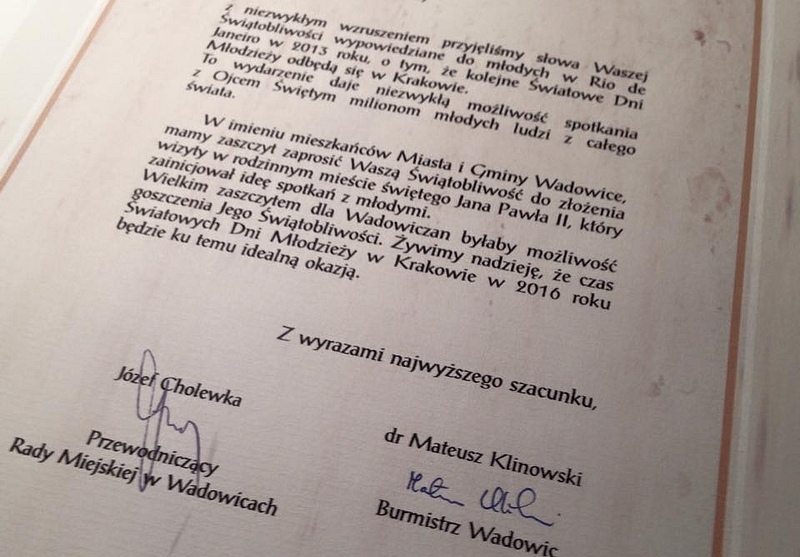 Z niezwykłym wzruszeniem przyjęliśmy słowa Waszej
Świątobliwości wypowiedziane do młodych w Rio de
Janeiro w 2013 roku, o tym, że kolejne Światowe Dni
Młodzieży odbędą się w Krakowie.
To wydarzenie daje niezwykłą możliwość spotkania
z Ojcem Świętym milionom młodych ludzi z całego
świata.
W imieniu mieszkańców Miasta i Gminy Wadowice,
mamy zaszczyt zaprosić Waszą Świątobliwość do złożenia
wizyty w rodzinnym mieście świętego Jana Pawła II, który
zainicjował ideę spotkań z młodymi.
Wielkim zaszczytem dla Wadowiczan byłaby możliwość
goszczenia Jego Świątobliwości. Żywimy nadzieję, że czas
Światowych Dni Młodzieży w Krakowie w 2016 roku
będzie ku temu idealną okazją.
Z wyrazami najwyższego szacunku,
Józef Cholewka
Przewodniczący
Rady Miejskiej w Wadowicach
dr Mateusz Klinowski
Burmistrz Wadowic